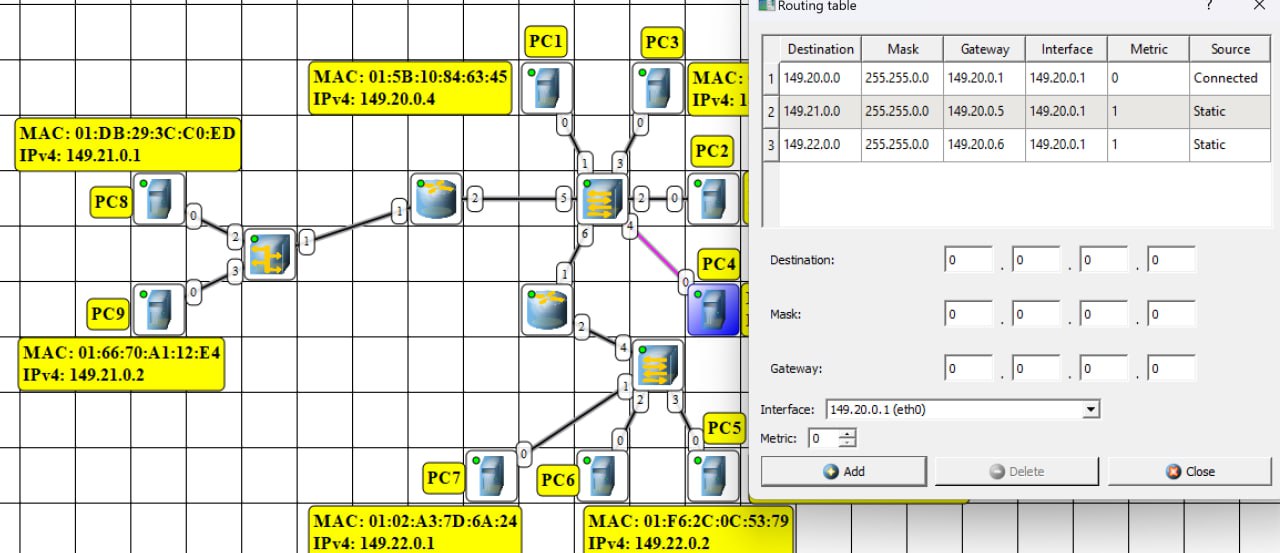 PC1
PC3
MAC: 01:5B:10:84:63:45
IPv4: 149.20.0.4
MAC:
IPv4:
MAC: 01:DB:29:3C:C0:ED
IPv4: 149.21.0.1
0
0
1
3
PC2
PC8
0
2
1
2
5
2
0
4
3
1
6
PC4
0
0
1
PC9
2
4
MAC: 01:66:70:A1:12:E4
IPv4: 149.21.0.2
1
2
3
PC5
0
0
0
PC7
PC6
MAC: 01:02:A3:7D:6A:24
IPv4: 149.22.0.1
MAC: 01:F6:2C:0C:53:79
IPv4: 149.22.0.2
Routing table
? ×
Destination Mask Gateway Interface Metric Source
1 149.20.0.0 255.255.0.0 149.20.0.1 149.20.0.1 0 Connected
2 149.21.0.0 255.255.0.0 149.20.0.5 149.20.0.1 1 Static
3 149.22.0.0 255.255.0.0 149.20.0.6 149.20.0.1 1 Static
Destination: 0 . 0 . 0 . 0
Mask: 0 . 0 . 0 . 0
Gateway: 0 . 0 . 0 . 0
Interface: 149.20.0.1 (eth0)
Metric: 0
Add Delete Close